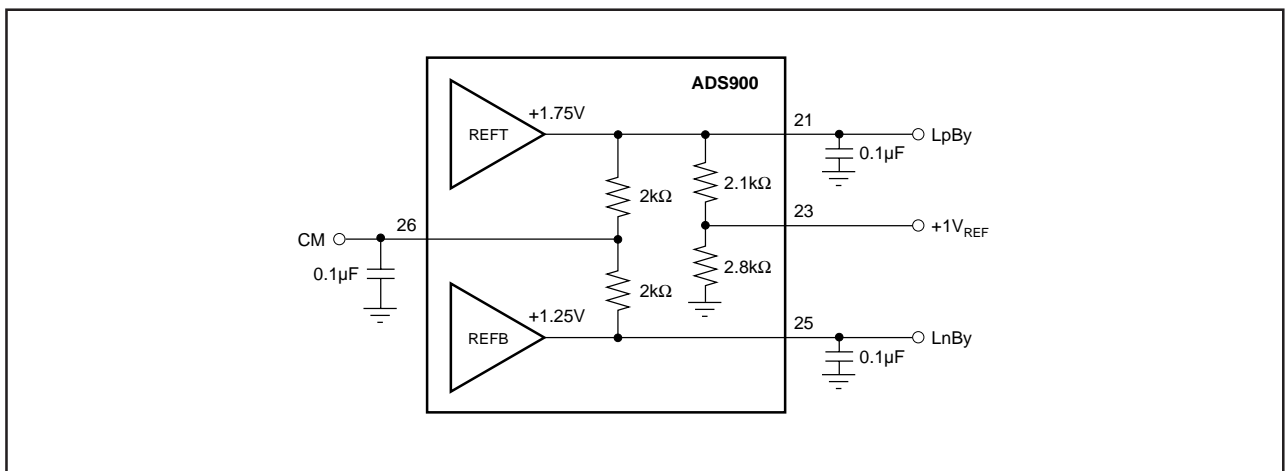 ADS900
+1.75V
REFT
21
LpBy
0.1µF
2kΩ
2.1kΩ
26
23
CM
+1VREF
0.1µF
2kΩ
2.8kΩ
+1.25V
REFB
25
LnBy
0.1µF